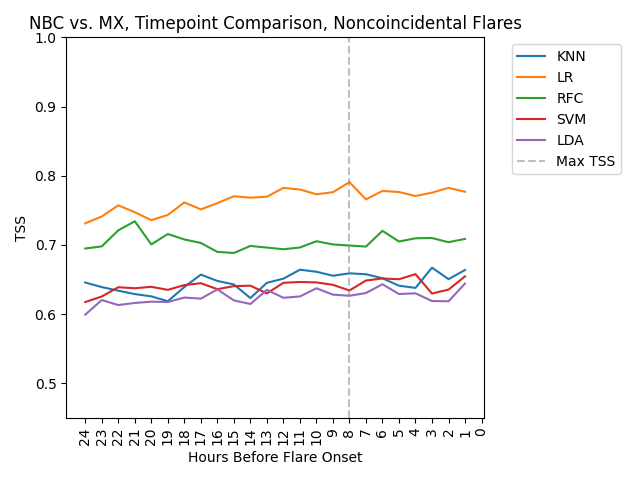 NBC vs. MX, Timepoint Comparison, Noncoincidental Flares
1.0
0.9
0.8
0.7
0.6
0.5
TSS
24 23 22 21 20 19 18 17 16 15 14 13 12 11 10 9 8 7 6 5 4 3 2 1 0
Hours Before Flare Onset
KNN
LR
RFC
SVM
LDA
Max TSS